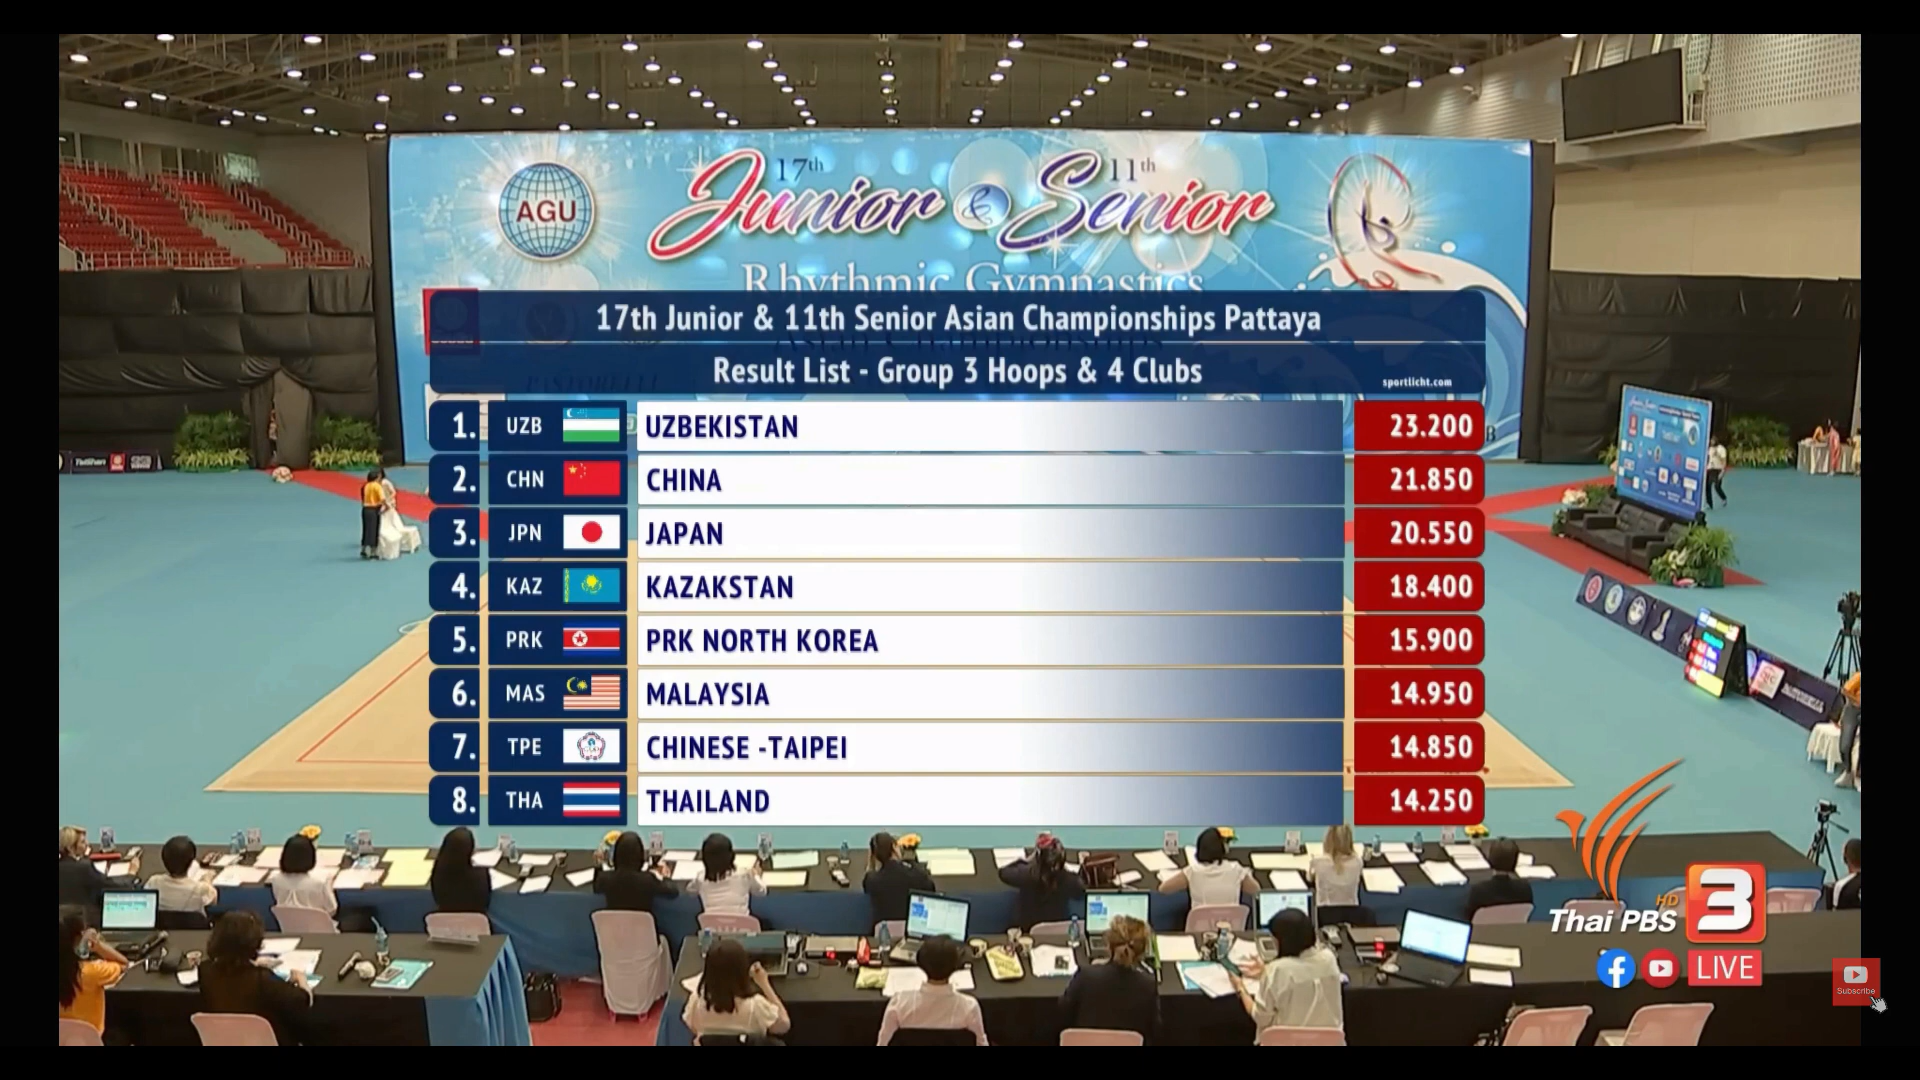 17th 11th
AGU
Junior & Senior
Rhythmic Gymnastics
17th Junior & 11th Senior Asian Championships Pattaya
Result List - Group 3 Hoops & 4 Clubs
sportlicht.com
1. UZB UZBEKISTAN 23.200
2. CHN CHINA 21.850
3. JPN JAPAN 20.550
4. KAZ KAZAKSTAN 18.400
5. PRK PRK NORTH KOREA 15.900
6. MAS MALAYSIA 14.950
7. TPE CHINESE -TAIPEI 14.850
8. THA THAILAND 14.250
HD
Thai PBS 3
LIVE
Subscribe